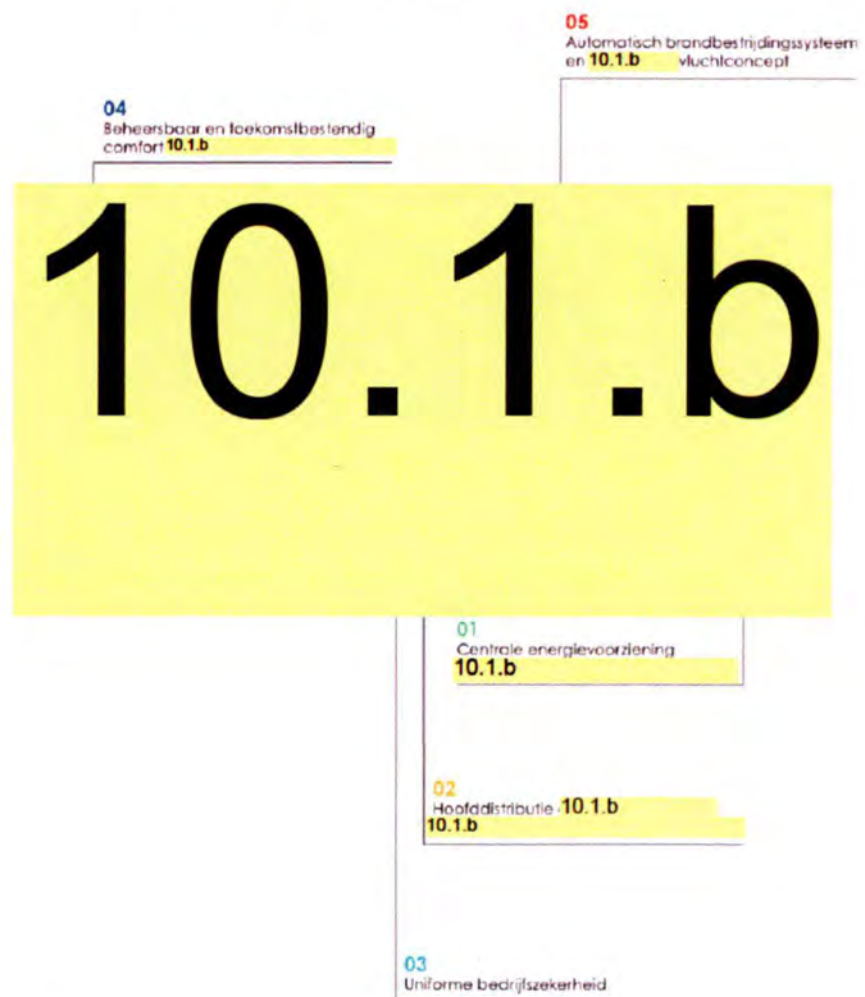 05
Automatisch brandbestrijdingssysteem
en 10.1.b vluchtconcept
04
Beheersbaar en toekomstbestendig
comfort 10.1.b
10.1.b
01
Centrale energievoorziening
10.1.b
02
Hoofddistributie 10.1.b
10.1.b
03
Uniforme bedrijfszekerheid